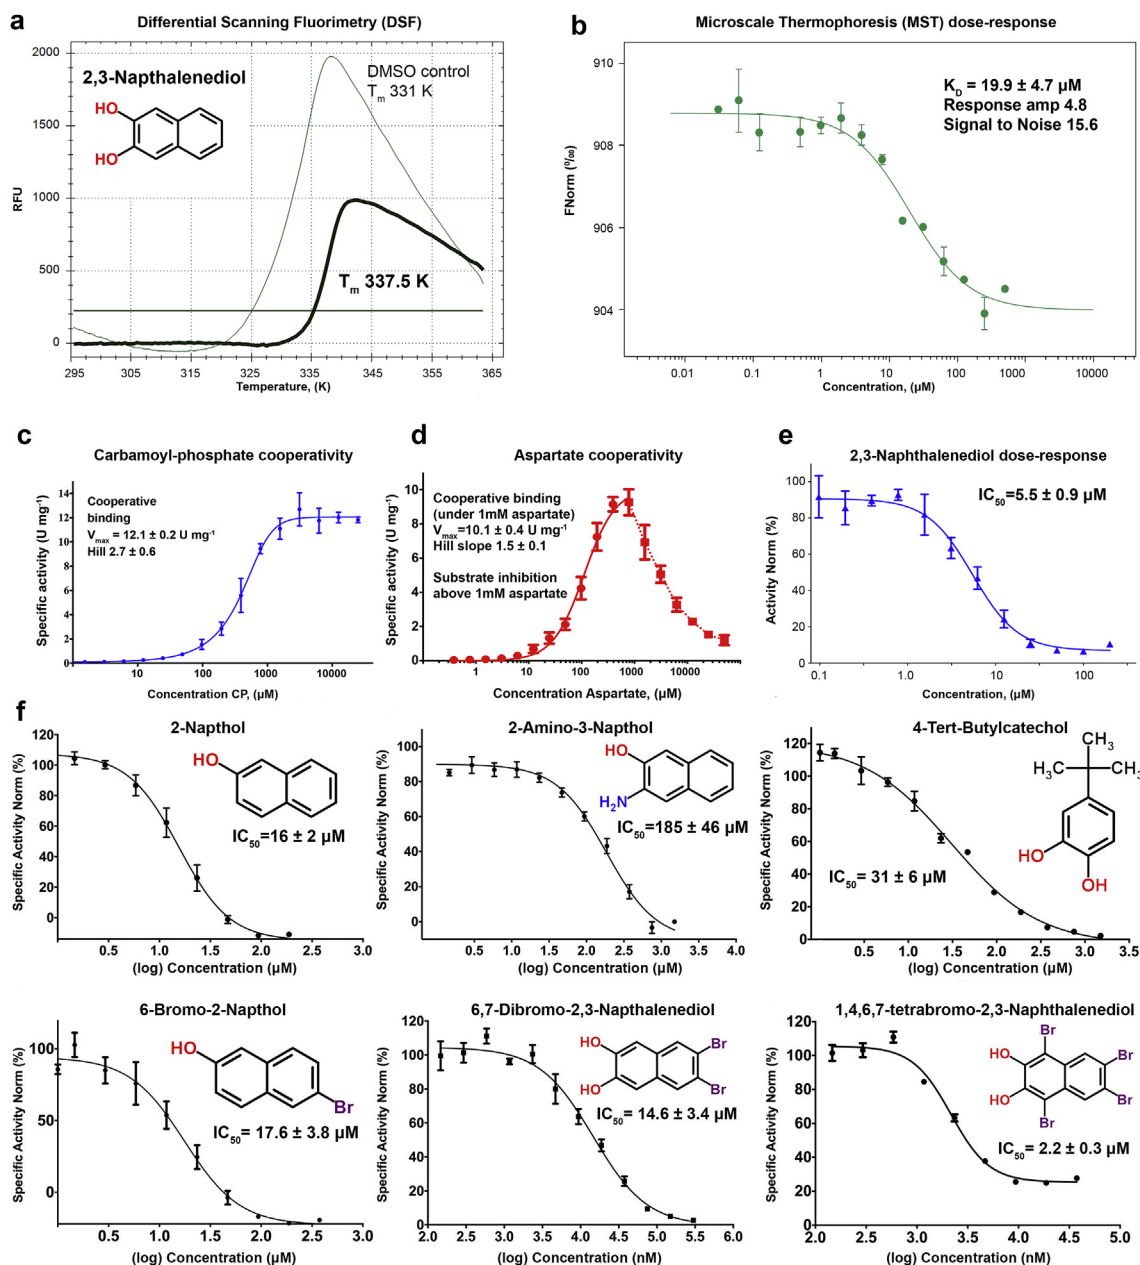 a
Differential Scanning Fluorimetry (DSF)
2000
1500
1000
500
0
RFU
2,3-Napthalenediol
HO
HO
DMSO control
Tm 331 K
Tm 337.5 K
295 305 315 325 335 345 355 365
Temperature, (K)
b
Microscale Thermophoresis (MST) dose-response
910
908
906
904
FNorm (‰)
KD = 19.9 ± 4.7 µM
Response amp 4.8
Signal to Noise 15.6
0.01 0.1 1 10 100 1000 10000
Concentration, (µM)
c
Carbamoyl-phosphate cooperativity
Specific activity (U mg⁻¹)
14
12
10
8
6
4
2
0
Cooperative
binding
Vmax = 12.1 ± 0.2 U mg⁻¹
Hill 2.7 ± 0.6
1 10 100 1000 10000
Concentration CP, (µM)
d
Aspartate cooperativity
Specific activity (U mg⁻¹)
10
8
6
4
2
0
Cooperative binding
(under 1mM aspartate)
Vmax=10.1 ± 0.4 U mg⁻¹
Hill slope 1.5 ± 0.1
Substrate inhibition
above 1mM aspartate
1 10 100 1000 10000
Concentration Aspartate, (µM)
e
2,3-Naphthalenediol dose-response
Activity Norm (%)
100
80
60
40
20
0
IC50=5.5 ± 0.9 µM
0.1 1.0 10 100
Concentration, (µM)
f
2-Napthol
Specific Activity Norm (%)
120
100
80
60
40
20
0
HO
IC50=16 ± 2 µM
0.5 1.0 1.5 2.0 2.5 3.0
(log) Concentration (µM)
2-Amino-3-Napthol
Specific Activity Norm (%)
100
80
60
40
20
0
HO
H2N
IC50=185 ± 46 µM
0.5 1.0 1.5 2.0 2.5 3.0 3.5 4.0
(log) Concentration (µM)
4-Tert-Butylcatechol
Specific Activity Norm (%)
120
100
80
60
40
20
0
CH3
H3C
CH3
HO
OH
IC50= 31 ± 6 µM
0.5 1.0 1.5 2.0 2.5 3.0 3.5
(log) Concentration (µM)
6-Bromo-2-Napthol
Specific Activity Norm (%)
100
50
0
HO
Br
IC50= 17.6 ± 3.8 µM
0.5 1.0 1.5 2.0 2.5 3.0
(log) Concentration (µM)
6,7-Dibromo-2,3-Napthalenediol
Specific Activity Norm (%)
120
100
80
60
40
20
0
HO
HO
Br
Br
IC50= 14.6 ± 3.4 µM
2.0 3.0 4.0 5.0 6.0
(log) Concentration (nM)
1,4,6,7-tetrabromo-2,3-Naphthalenediol
Specific Activity Norm (%)
120
100
80
60
40
20
0
Br
HO
HO
Br
Br
Br
IC50= 2.2 ± 0.3 µM
2.0 2.5 3.0 3.5 4.0 4.5 5.0
(log) Concentration (nM)